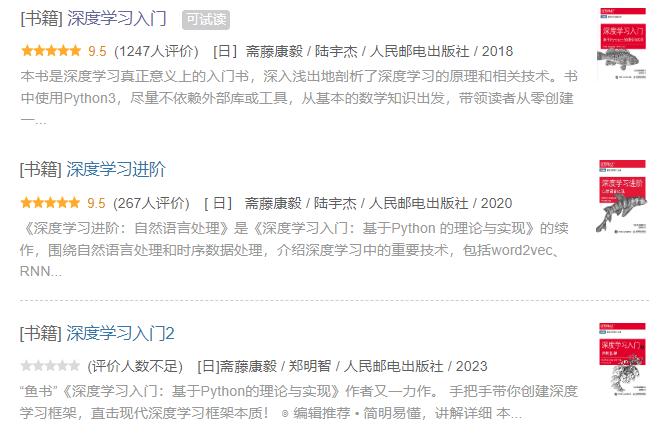 [书籍] 深度学习入门 可试读
9.5 (1247人评价) [日] 斋藤康毅 / 陆宇杰 / 人民邮电出版社 / 2018
本书是深度学习真正意义上的入门书，深入浅出地剖析了深度学习的原理和相关技术。书
中使用Python3，尽量不依赖外部库或工具，从基本的数学知识出发，带领读者从零创建
一...
深度学习入门
[书籍] 深度学习进阶
9.5 (267人评价) [ 日] 斋藤康毅 / 陆宇杰 / 人民邮电出版社 / 2020
《深度学习进阶：自然语言处理》是《深度学习入门：基于Python 的理论与实现》的续
作，围绕自然语言处理和时序数据处理，介绍深度学习中的重要技术，包括word2vec、
RNN...
深度学习进阶
[书籍] 深度学习入门2
(评价人数不足) [日]斋藤康毅 / 郑明智 / 人民邮电出版社 / 2023
“鱼书”《深度学习入门：基于Python的理论与实现》作者又一力作。 手把手带你创建深度
学习框架，直击现代深度学习框架本质！ ⊙ 编辑推荐 • 简明易懂，讲解详细 本...
深度学习入门